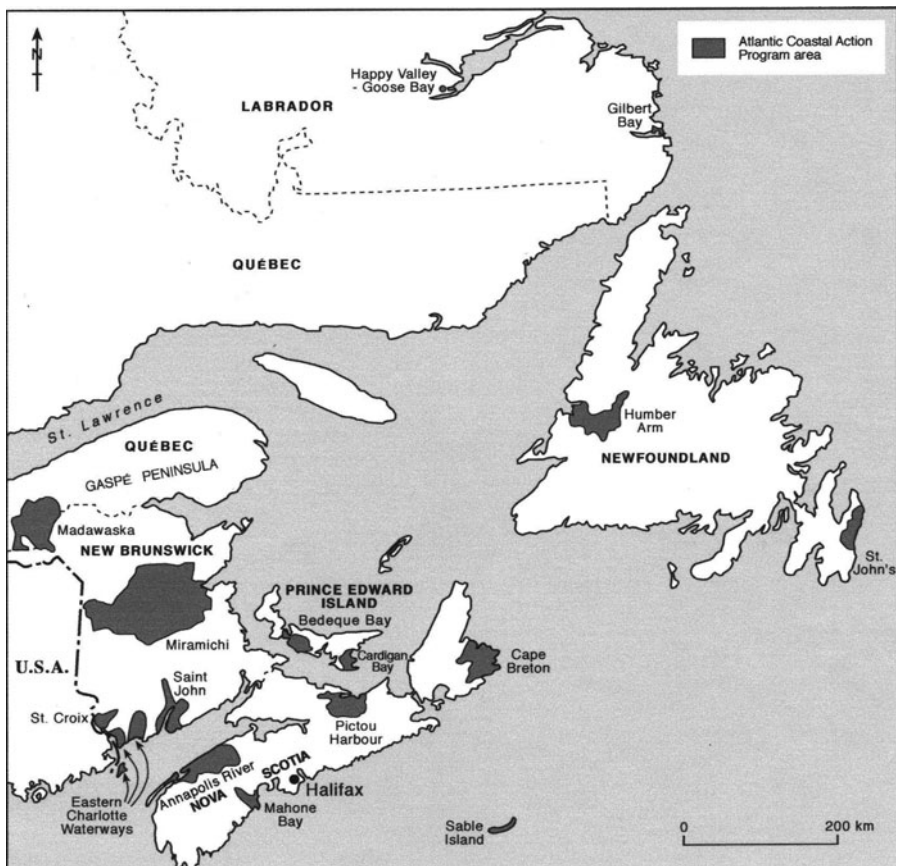 N
Atlantic Coastal Action
Program area
Happy Valley
- Goose Bay
LABRADOR
Gilbert
Bay
QUÉBEC
St. Lawrence
QUÉBEC
GASPÉ PENINSULA
Humber
Arm
NEWFOUNDLAND
Madawaska
NEW BRUNSWICK
St.
John's
PRINCE EDWARD
ISLAND
Bedeque Bay
Miramichi
Cardigan
Bay
Cape
Breton
U.S.A.
Saint
John
St. Croix
Pictou
Harbour
Annapolis River
NOVA SCOTIA
Halifax
Eastern
Charlotte
Waterways
Mahone
Bay
Sable
Island
0 200 km